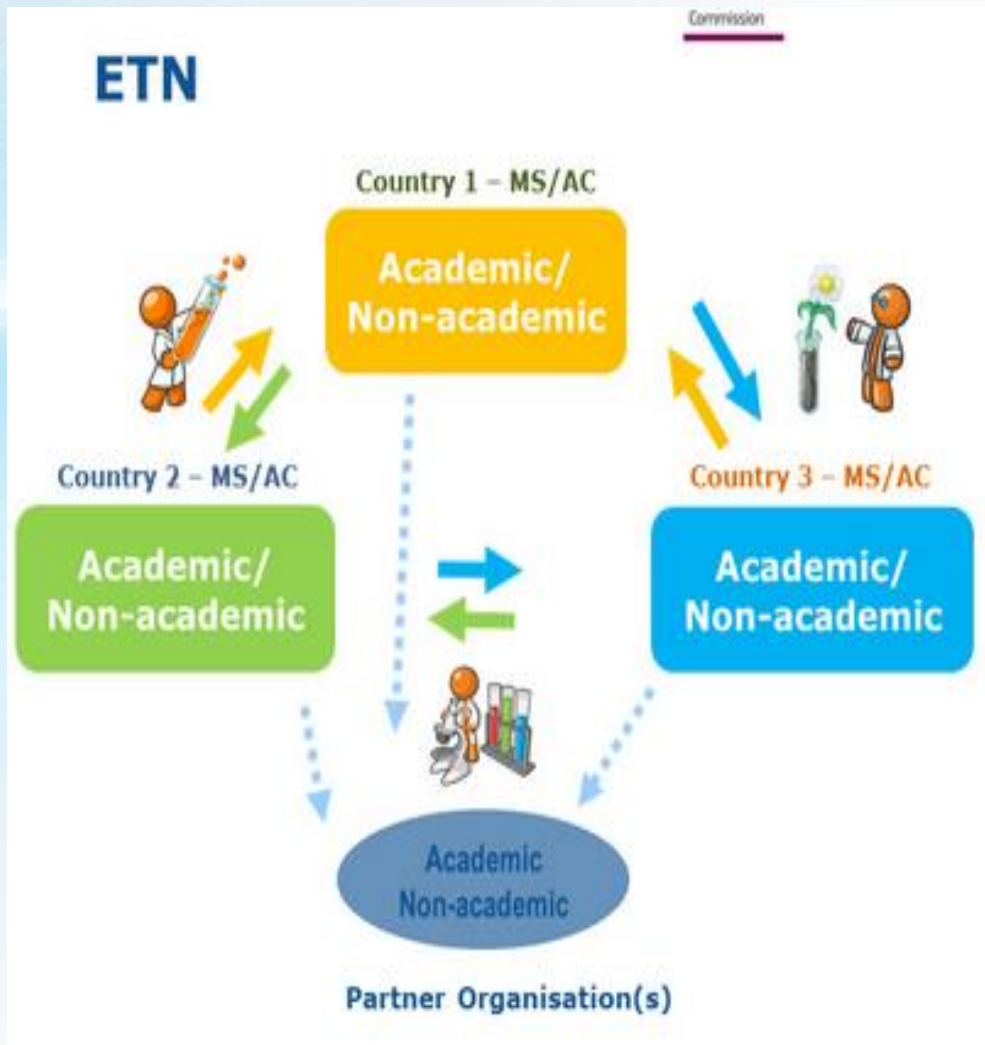 Commission
ETN
Country 1 – MS/AC
Academic/
Non-academic
Country 2 – MS/AC
Country 3 – MS/AC
Academic/
Non-academic
Academic/
Non-academic
Academic
Non-academic
Partner Organisation(s)